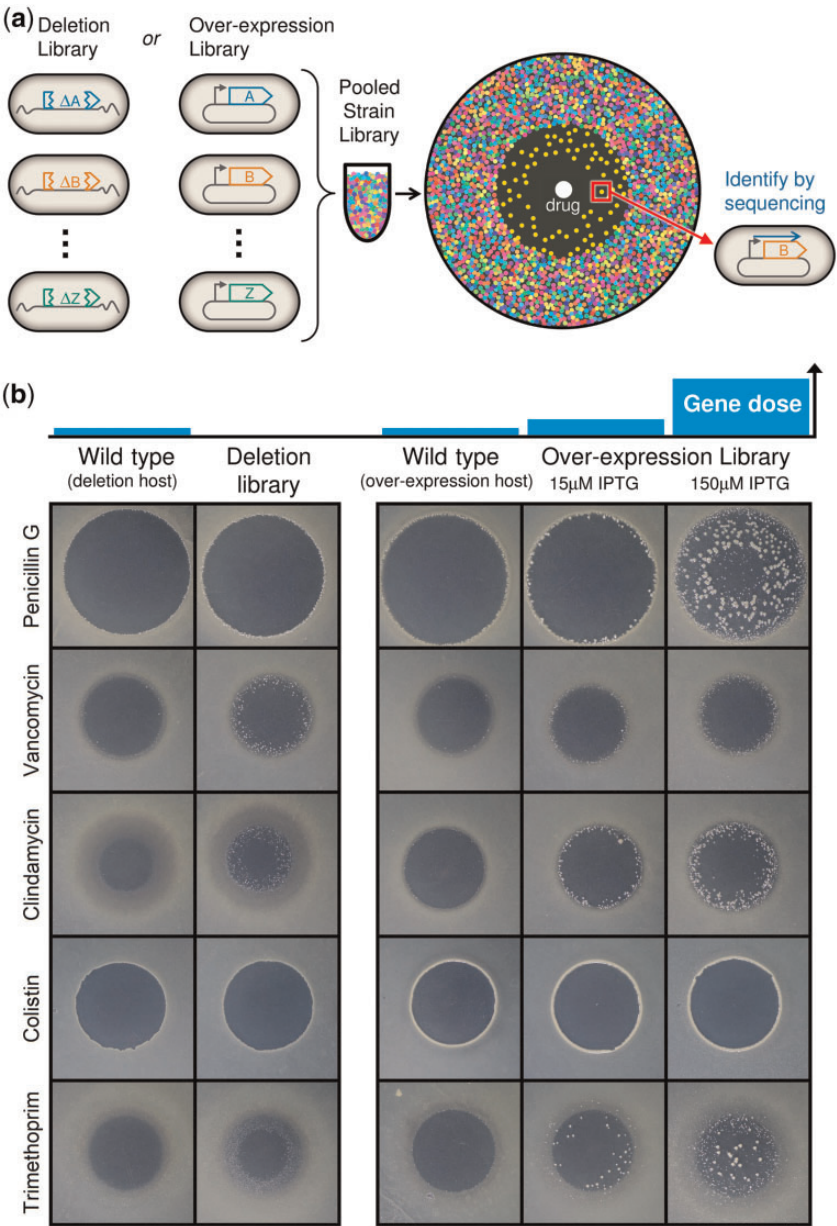 (a)
Deletion
Library
or
Over-expression
Library
Pooled
Strain
Library
ΔA
A
ΔB
B
ΔZ
Z
drug
Identify by
sequencing
B
(b)
Gene dose
Wild type
(deletion host)
Deletion
library
Wild type
(over-expression host)
Over-expression Library
15μM IPTG
150μM IPTG
Penicillin G
Vancomycin
Clindamycin
Colistin
Trimethoprim